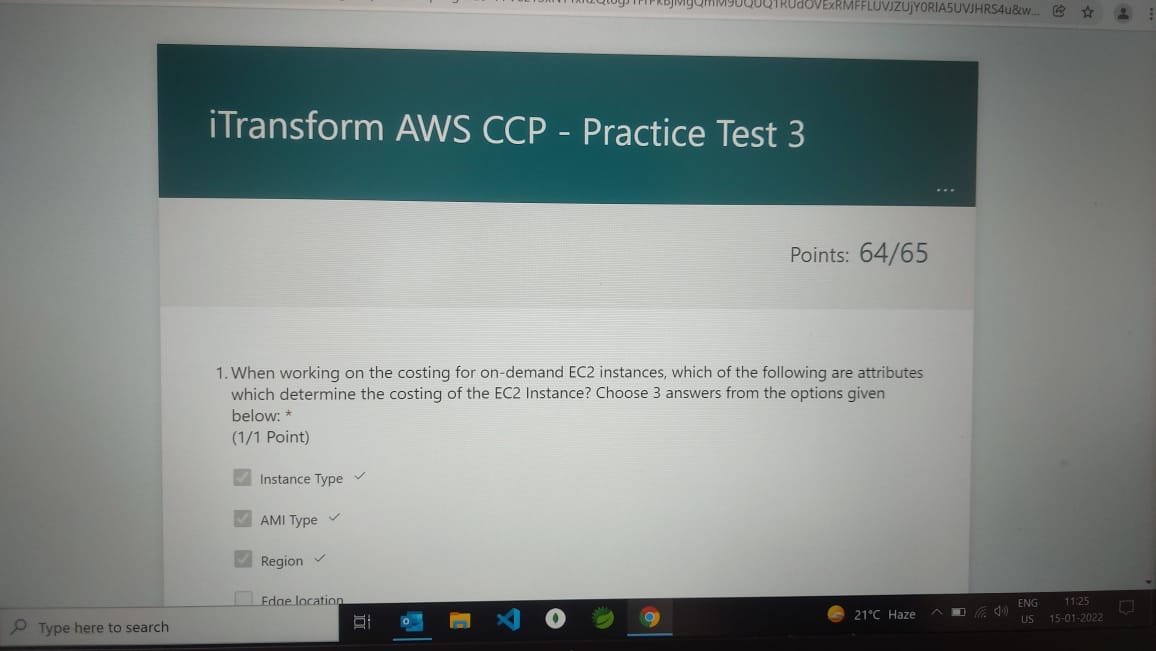 iTransform AWS CCP - Practice Test 3
...
Points: 64/65
1. When working on the costing for on-demand EC2 instances, which of the following are attributes
which determine the costing of the EC2 Instance? Choose 3 answers from the options given
below: *
(1/1 Point)
Instance Type
AMI Type
Region
Edge location
Type here to search
21°C Haze
ENG
US
11:25
15-01-2022